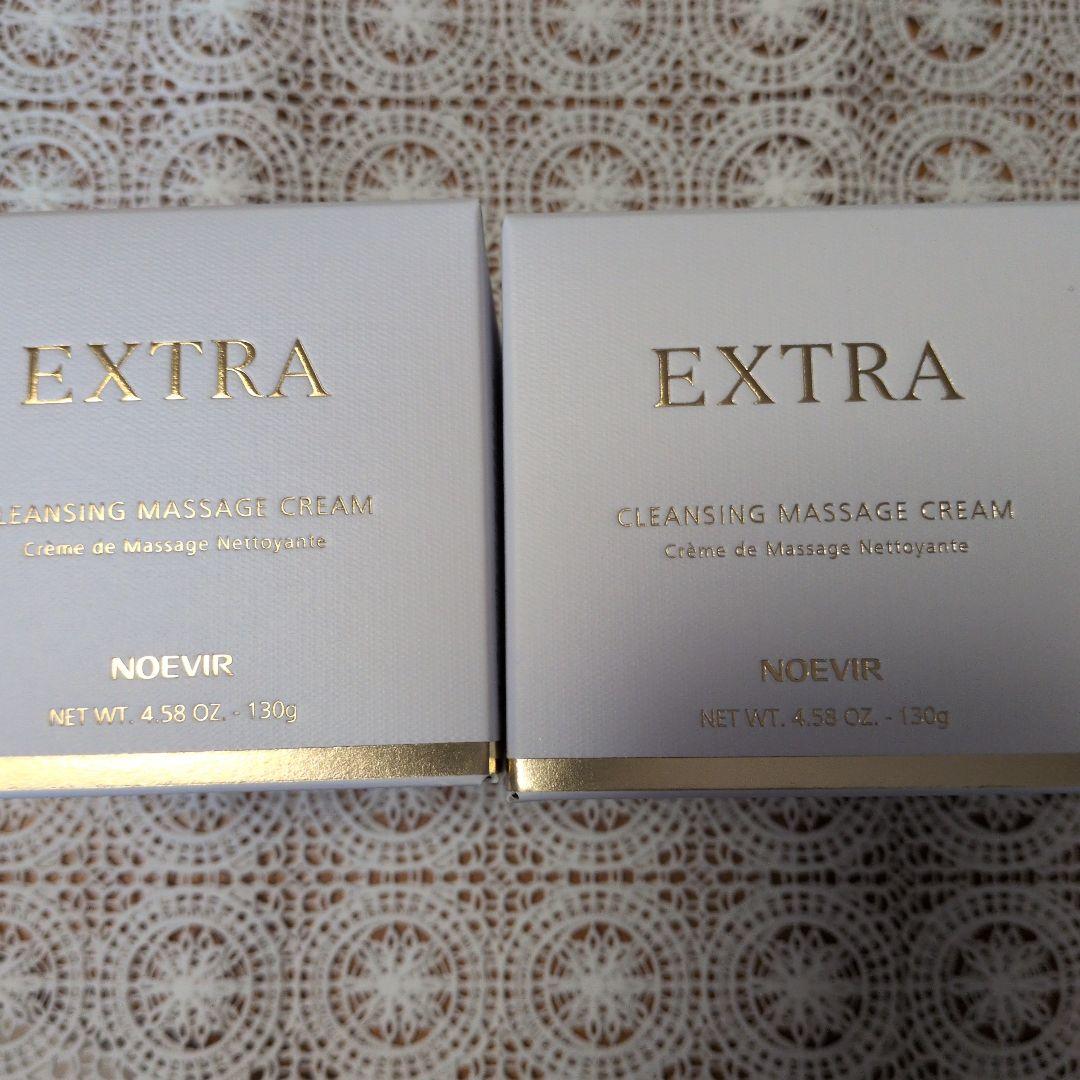 EXTRA
LEANSING MASSAGE CREAM
Crème de Massage Nettoyante
NOEVIR
NET WT. 4.58 OZ. - 130g
EXTRA
CLEANSING MASSAGE CREAM
Crème de Massage Nettoyante
NOEVIR
NET WT. 4.58 OZ. - 130g